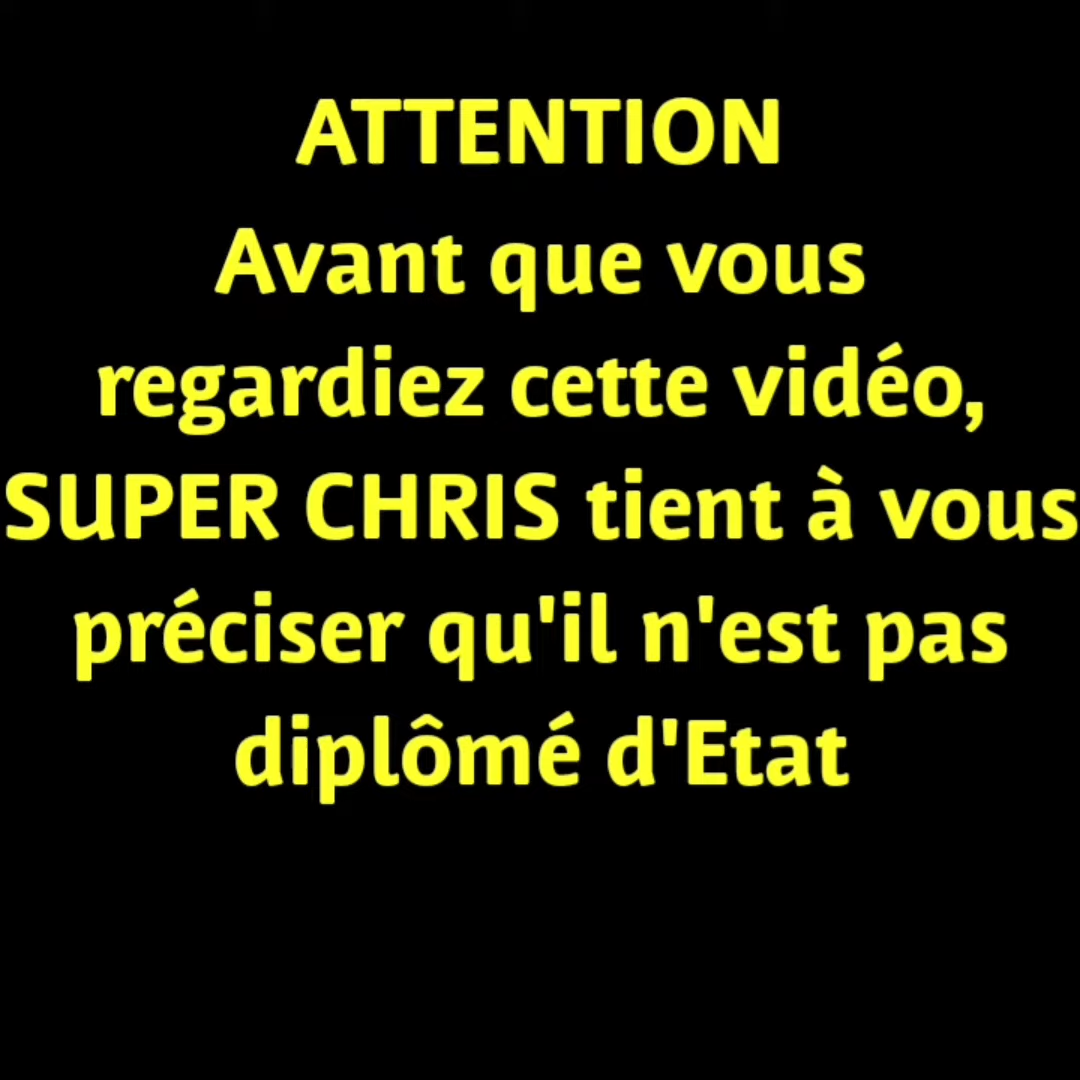 ATTENTION
Avant que vous
regardiez cette vidéo,
SUPER CHRIS tient à vous
préciser qu'il n'est pas
diplômé d'Etat